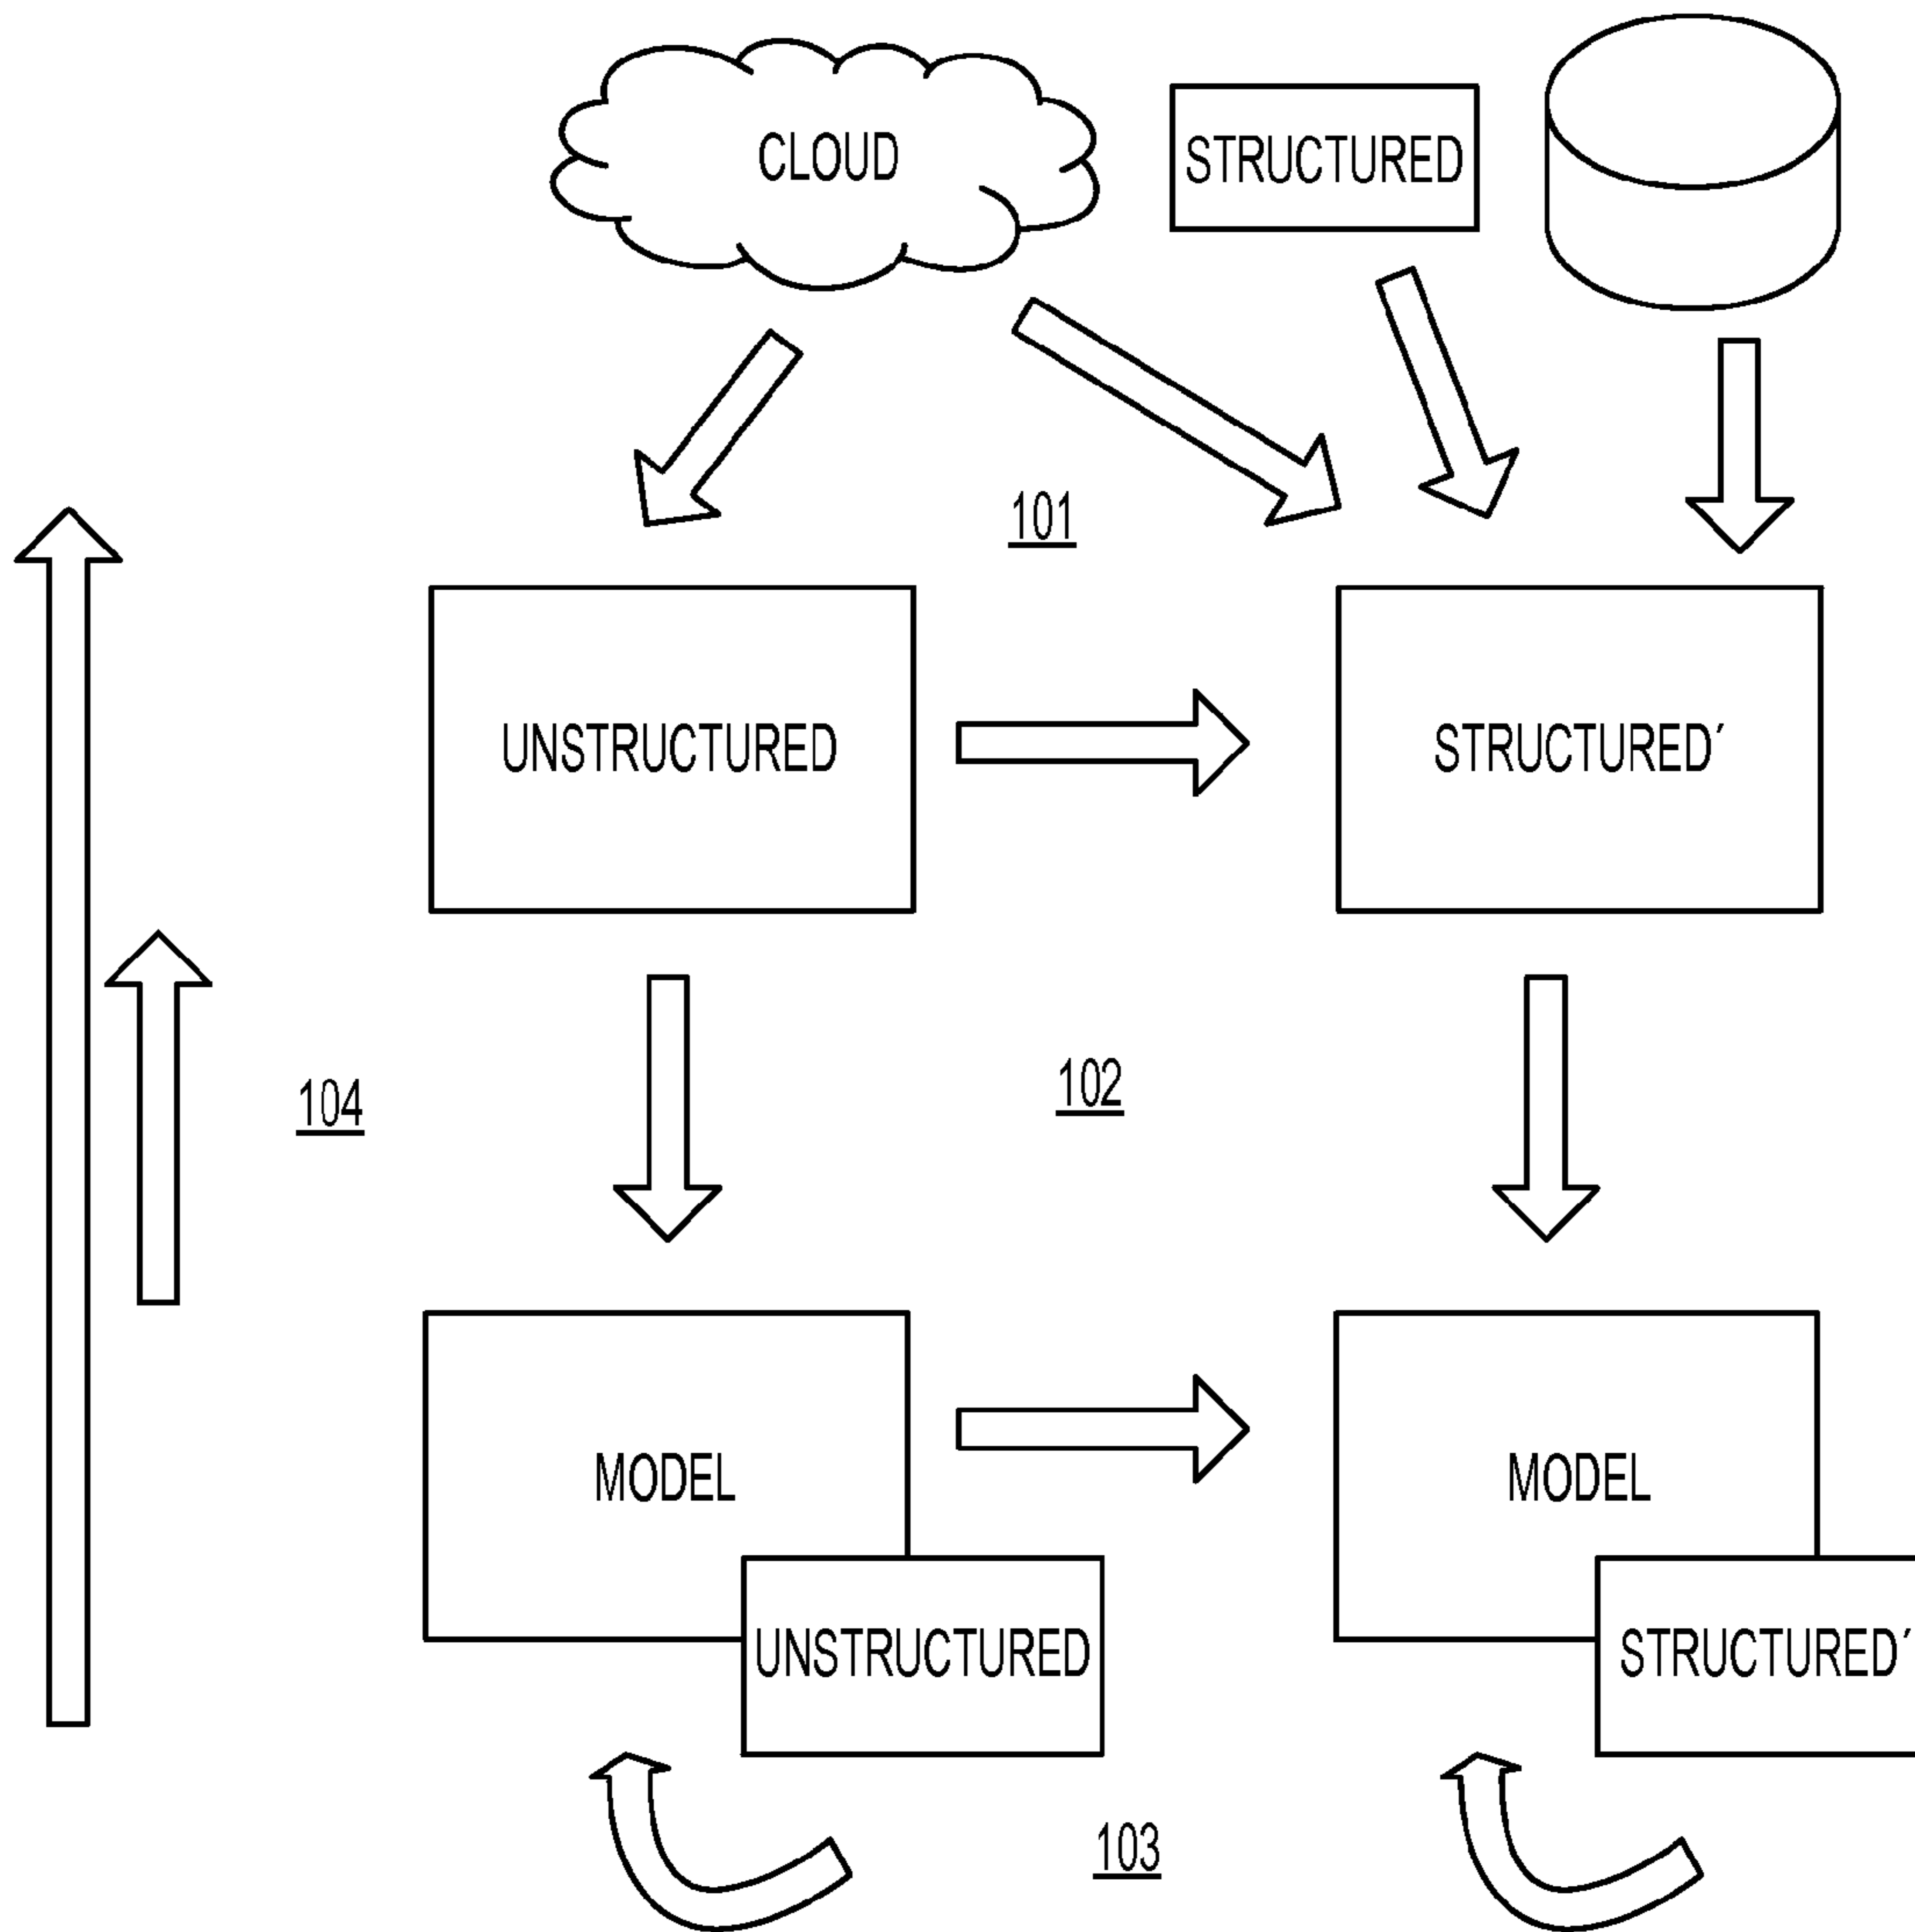 CLOUD
STRUCTURED
101
UNSTRUCTURED
STRUCTURED´
104
102
MODEL
MODEL
UNSTRUCTURED
STRUCTURED´
103